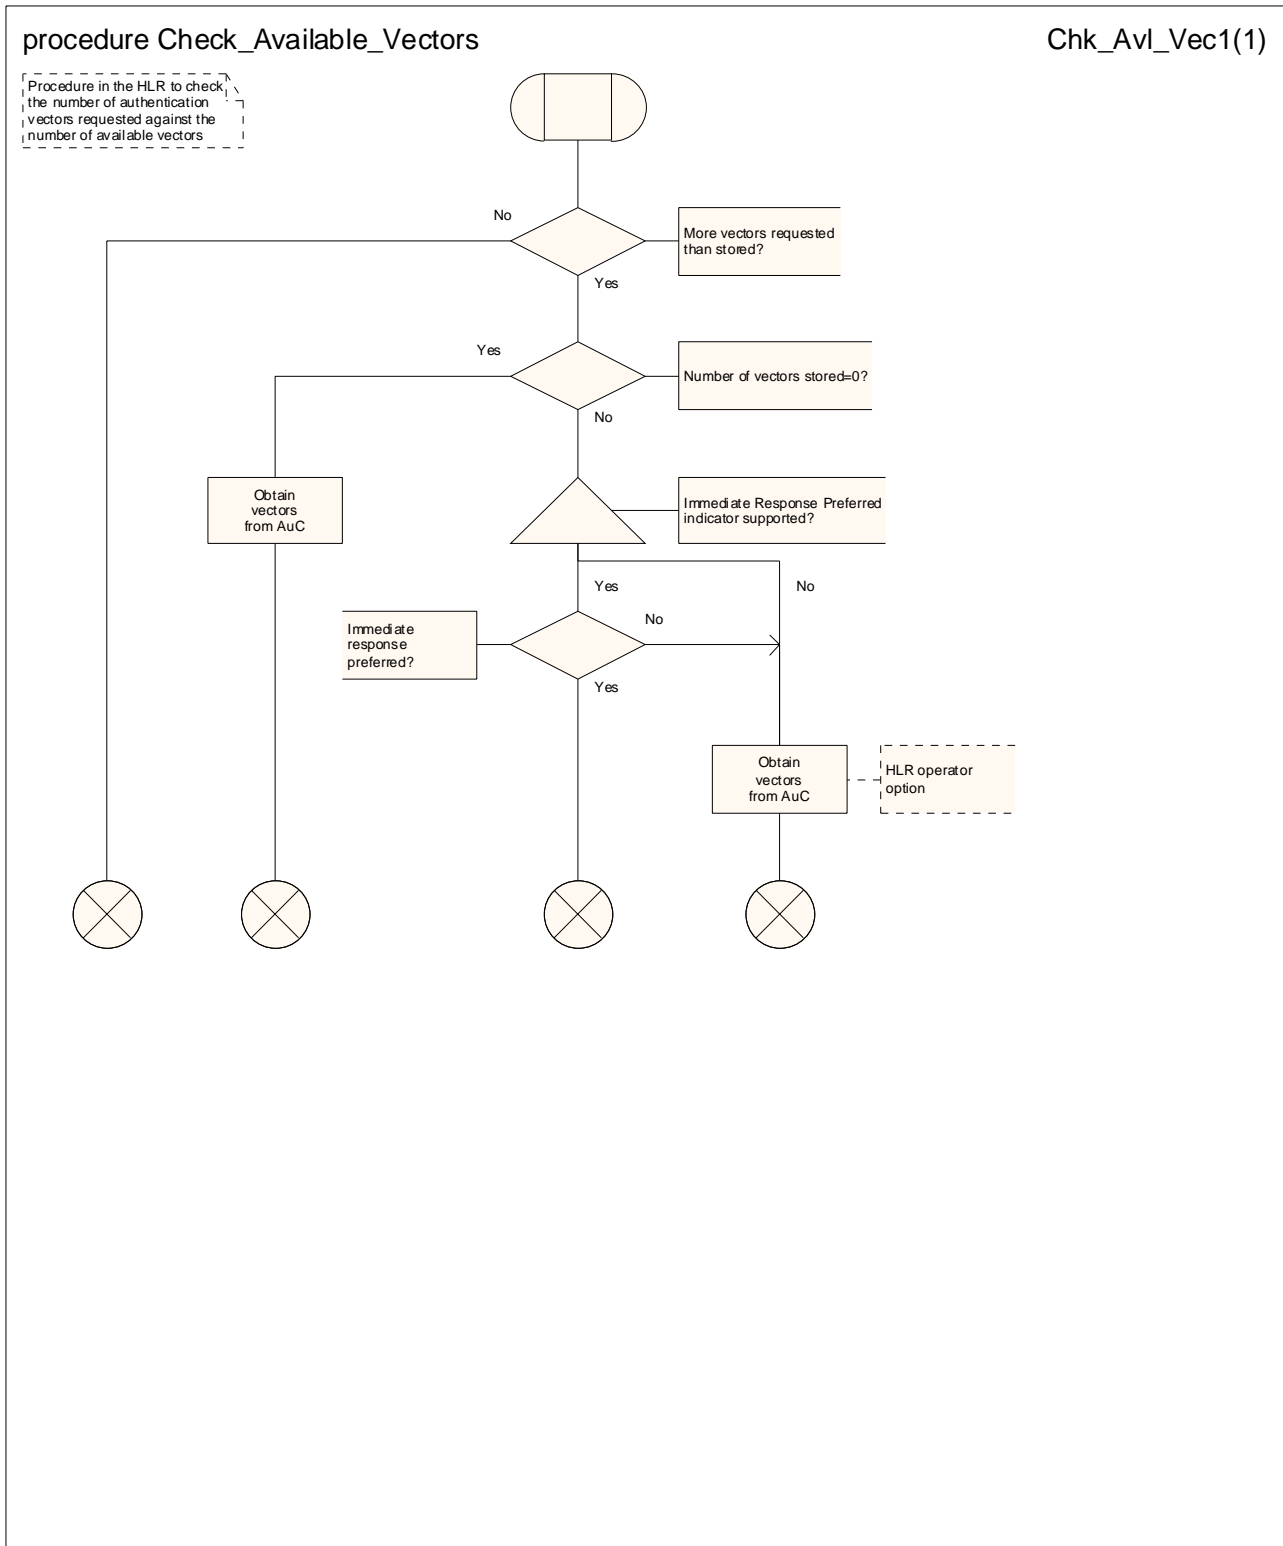 procedure Check_Available_Vectors
Chk_Avl_Vec1(1)
Procedure in the HLR to check
the number of authentication
vectors requested against the
number of available vectors
No
More vectors requested
than stored?
Yes
Yes
Number of vectors stored=0?
No
Obtain
vectors
from AuC
Immediate Response Preferred
indicator supported?
Yes
No
Immediate
response
preferred?
No
Yes
Obtain
vectors
from AuC
HLR operator
option